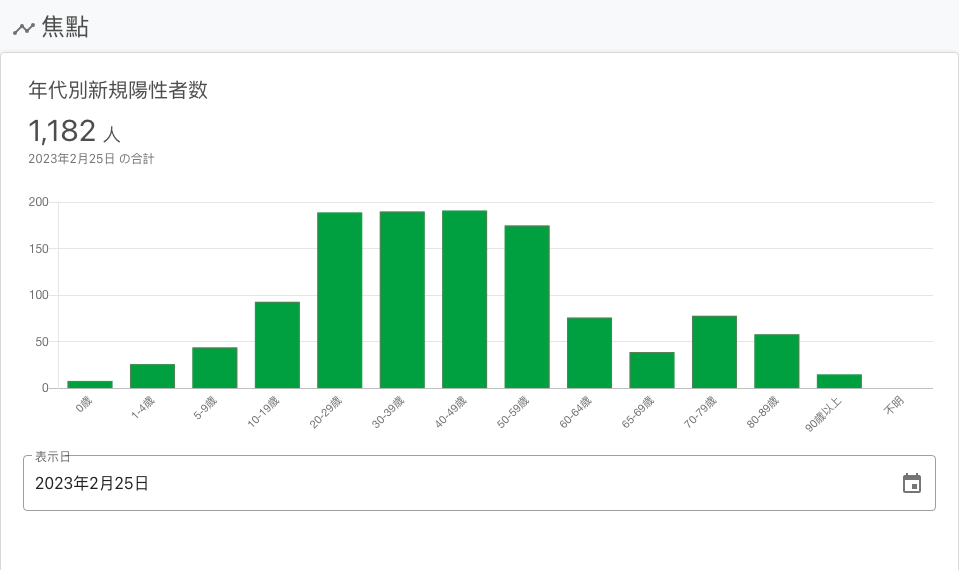 焦點
年代別新規陽性者数
1,182 人
2023年2月25日 の合計
200
150
100
50
0
0歳
1-4歳
5-9歳
10-19歳
20-29歳
30-39歳
40-49歳
50-59歳
60-64歳
65-69歳
70-79歳
80-89歳
90歳以上
不明
表示日
2023年2月25日